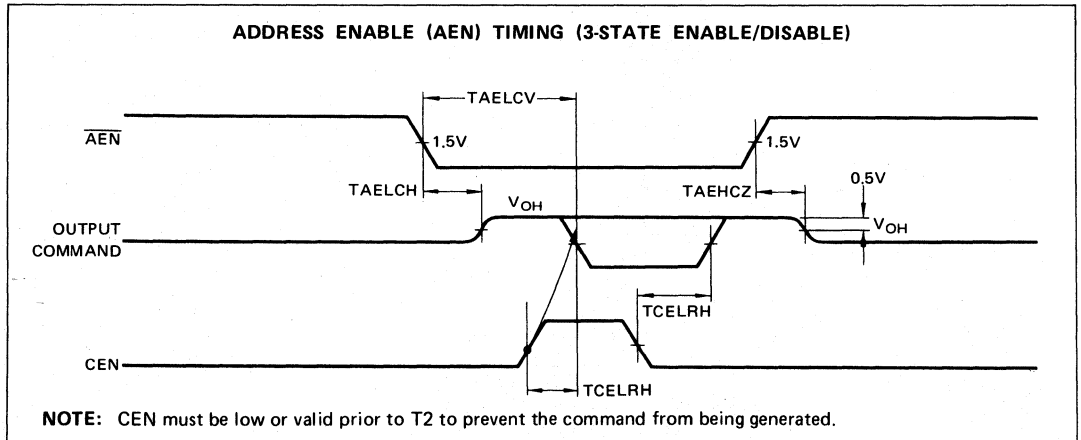 ADDRESS ENABLE (AEN) TIMING (3-STATE ENABLE/DISABLE)
TAELCV
AEN
1.5V
1.5V
0.5V
TAELCH
TAEHCZ
VOH
VOH
OUTPUT
COMMAND
TCELRH
CEN
TCELRH
NOTE: CEN must be low or valid prior to T2 to prevent the command from being generated.